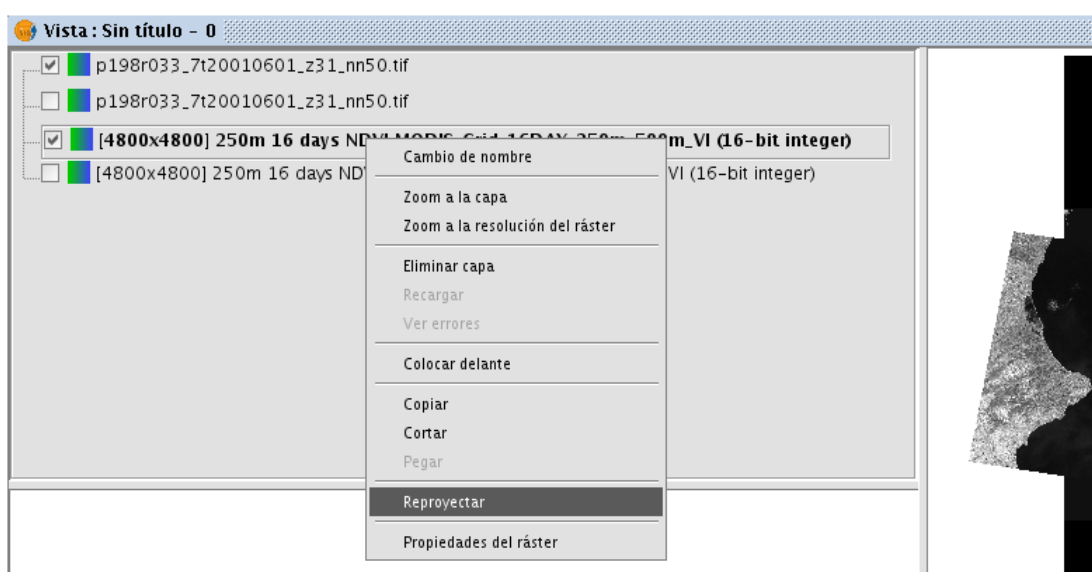 Vista : Sin título - 0
p198r033_7t20010601_z31_nn50.tif
p198r033_7t20010601_z31_nn50.tif
[4800x4800] 250m 16 days NDVI MODIS_Grid_16DAY_250m_500m_VI (16-bit integer)
[4800x4800] 250m 16 days ND VI (16-bit integer)
Cambio de nombre
Zoom a la capa
Zoom a la resolución del ráster
Eliminar capa
Recargar
Ver errores
Colocar delante
Copiar
Cortar
Pegar
Reproyectar
Propiedades del ráster